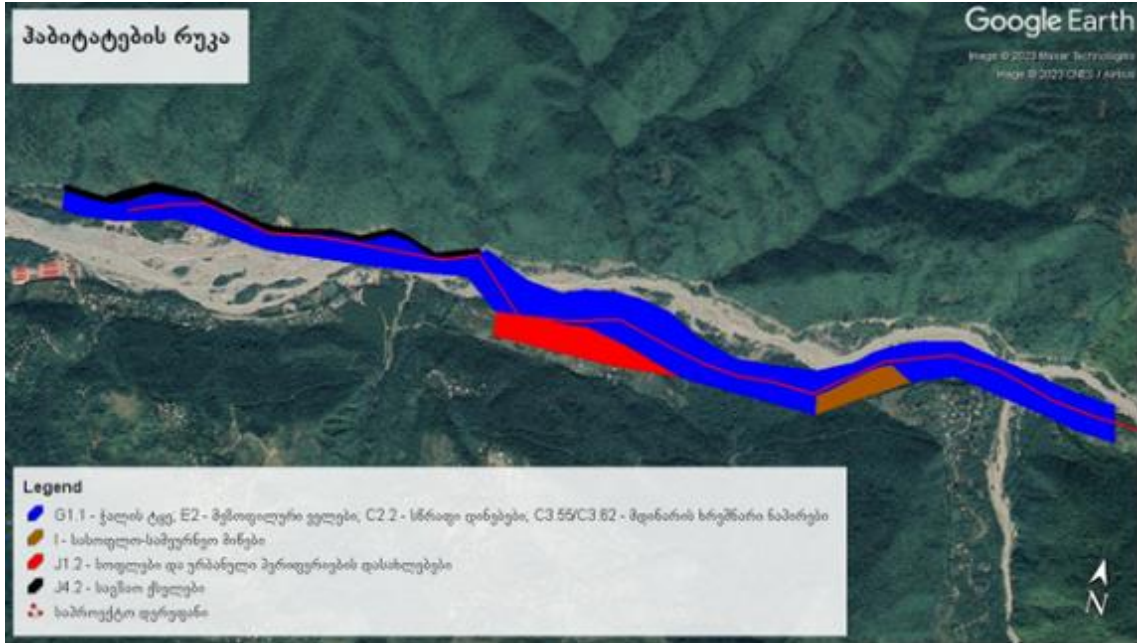 ჰაბიტატების რუკა
Google Earth
Image © 2023 Maxar Technologies
Image © 2023 CNES / Airbus
Legend
G1.1 - ჭალის ტყე, E2 - მეზოფილური ველები, C2.2 - სწრაფი დინებები, C3.55/C3.62 - მდინარის ხრეშნარი ნაპირები
I - სასოფლო-სამეურნეო მიწები
J1.2 - სოფლები და ურბანული პერიფერიების დასახლებები
J4.2 - საგზაო ქსელები
საპროექტო დერეფანი
N